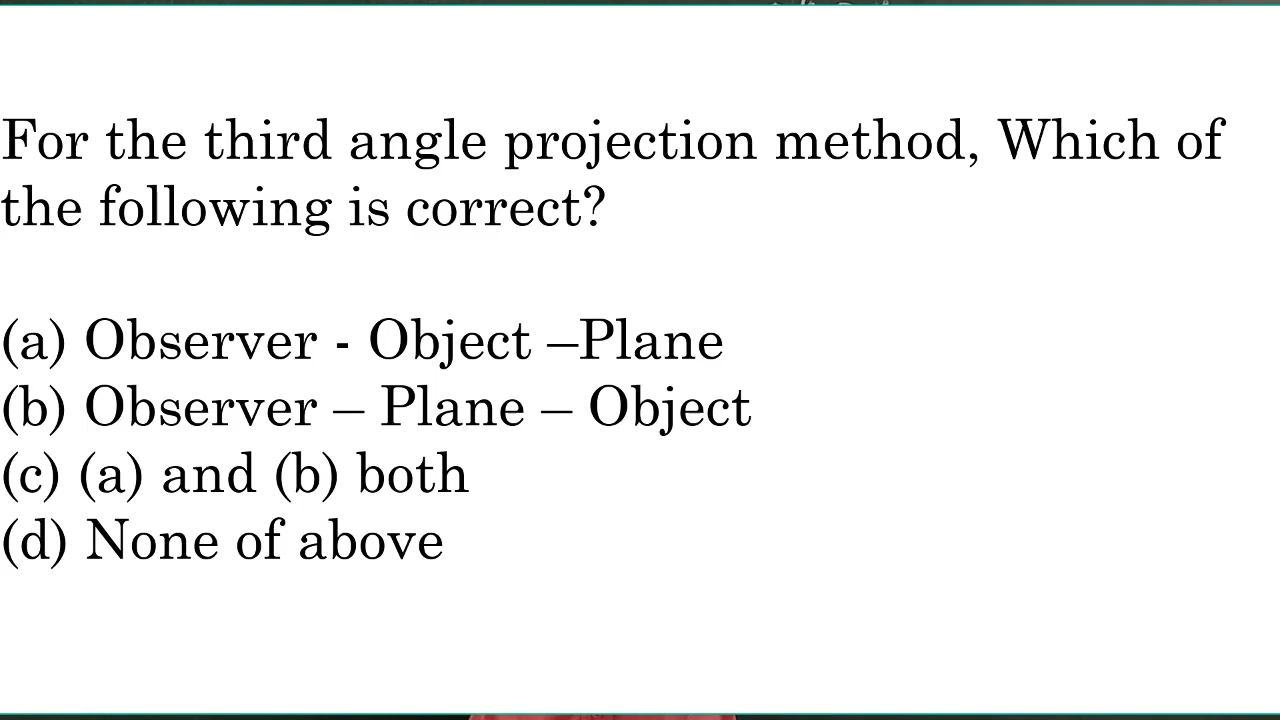 For the third angle projection method, Which of
the following is correct?
(a) Observer - Object –Plane
(b) Observer – Plane – Object
(c) (a) and (b) both
(d) None of above